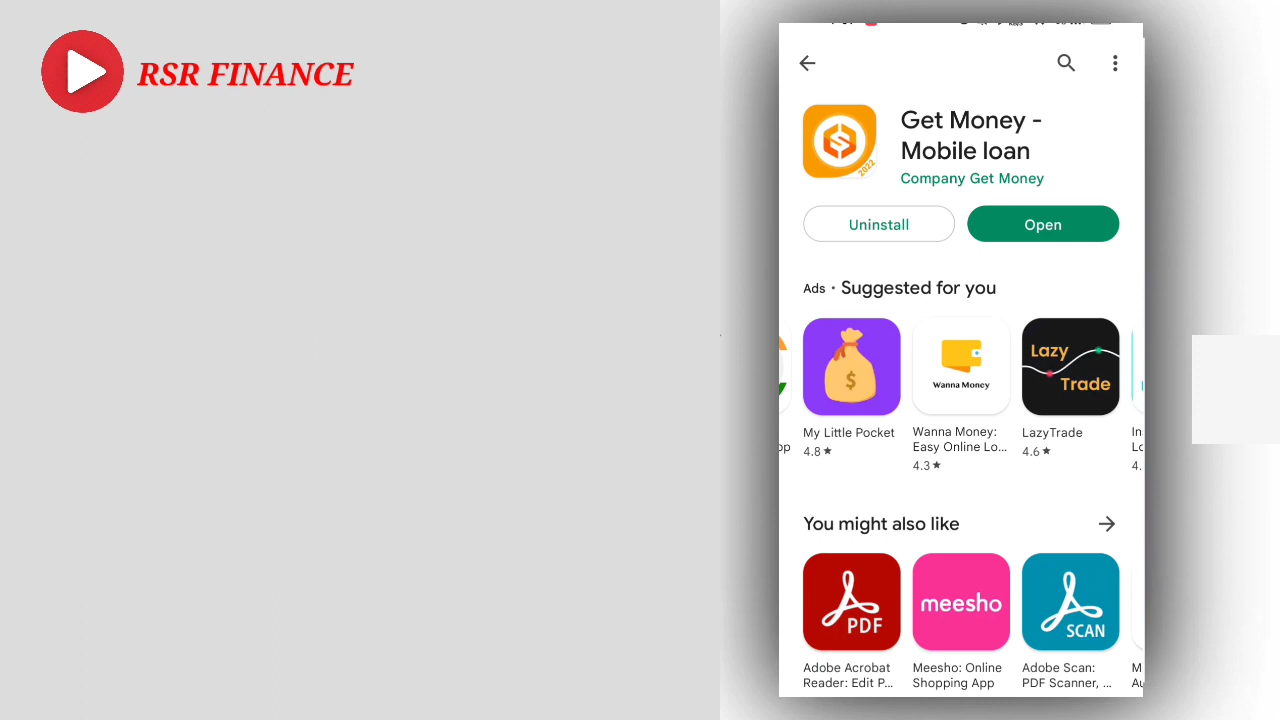 RSR FINANCE
Get Money -
Mobile loan
Company Get Money
2022
Uninstall
Open
Ads · Suggested for you
Wanna Money
Lazy
Trade
My Little Pocket
4.8 ★
Wanna Money:
Easy Online Lo...
4.3 ★
LazyTrade
4.6 ★
You might also like
PDF
meesho
SCAN
Adobe Acrobat
Reader: Edit P...
Meesho: Online
Shopping App
Adobe Scan:
PDF Scanner, ...